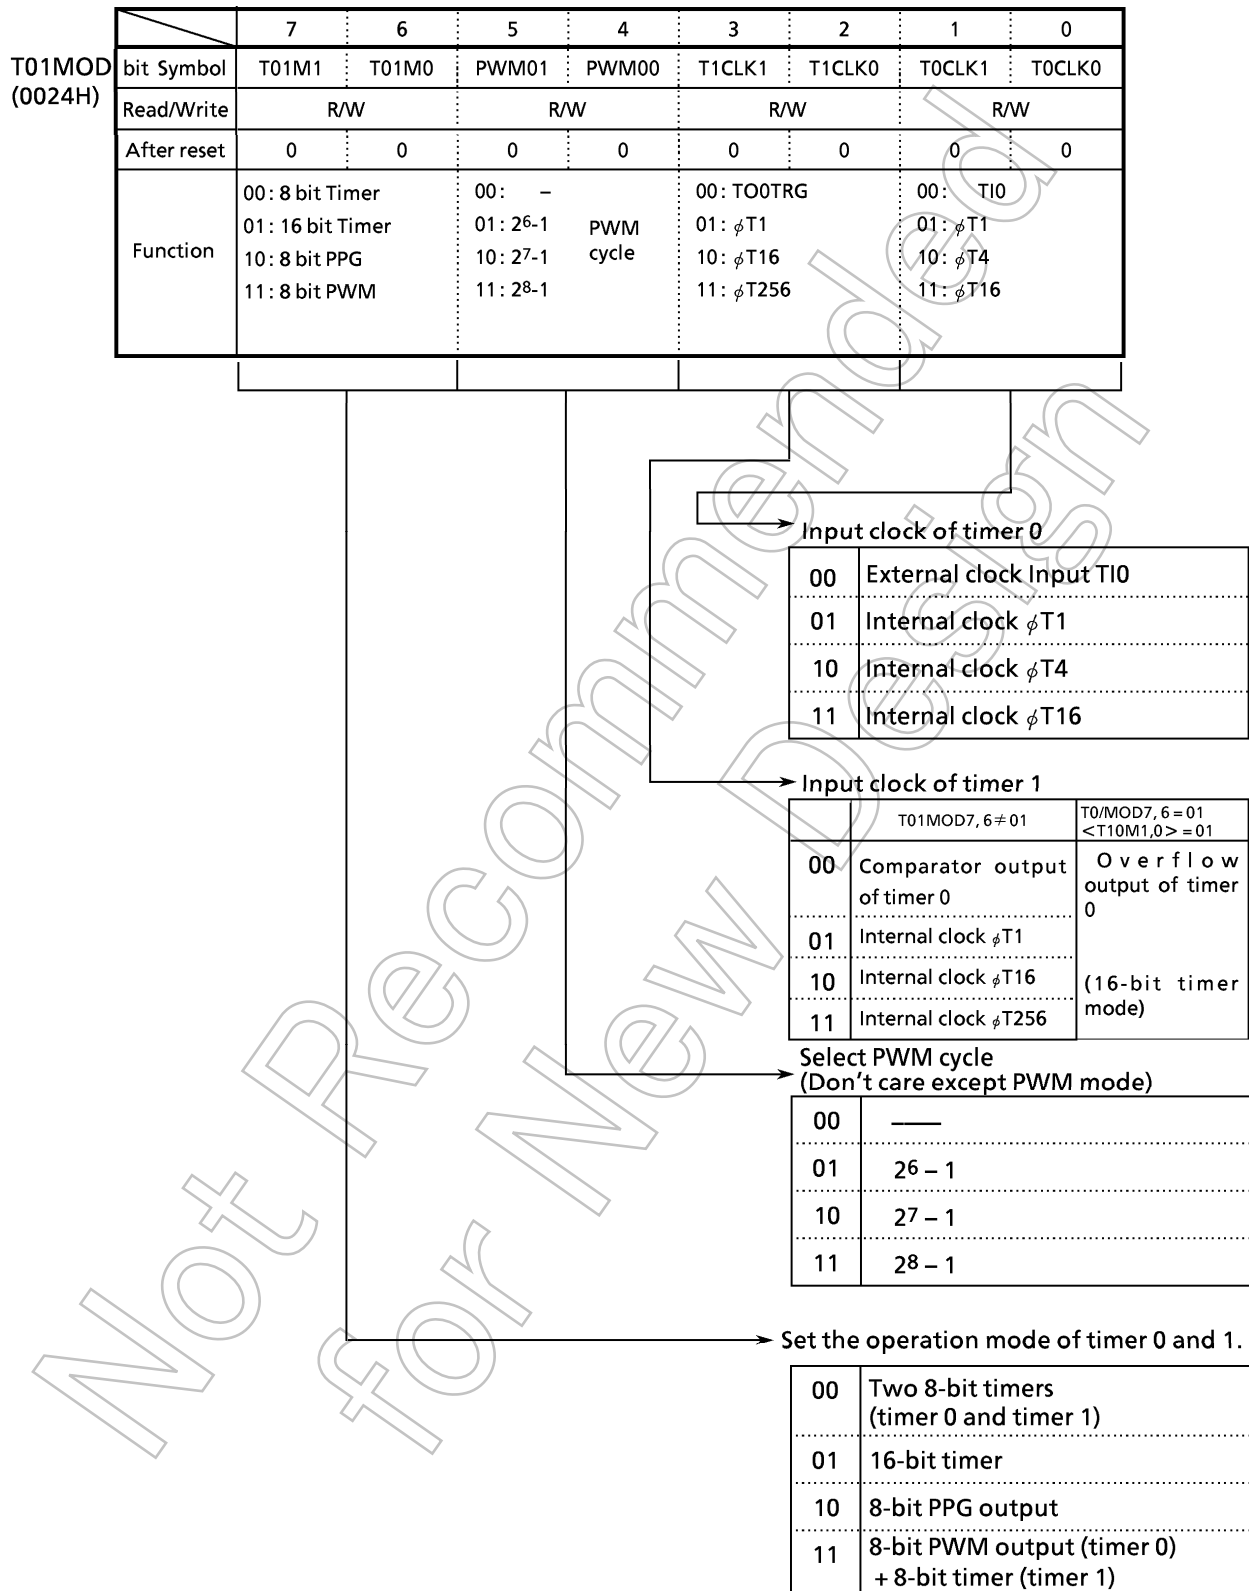 7 6 5 4 3 2 1 0
T01MOD (0024H)
bit Symbol T01M1 T01M0 PWM01 PWM00 T1CLK1 T1CLK0 T0CLK1 T0CLK0
Read/Write R/W R/W R/W R/W
After reset 0 0 0 0 0 0 0 0
Function
00: 8 bit Timer
01: 16 bit Timer
10: 8 bit PPG
11: 8 bit PWM
00: –
01: 2⁶-1
10: 2⁷-1
11: 2⁸-1
PWM
cycle
00: TO0TRG
01: ϕT1
10: ϕT16
11: ϕT256
00: TI0
01: ϕT1
10: ϕT4
11: ϕT16
Input clock of timer 0
00 External clock Input TI0
01 Internal clock ϕT1
10 Internal clock ϕT4
11 Internal clock ϕT16
Input clock of timer 1
T01MOD7, 6 ≠ 01
T0/MOD7, 6 = 01
<T10M1,0> = 01
00 Comparator output
of timer 0
01 Internal clock ϕT1
10 Internal clock ϕT16
11 Internal clock ϕT256
Overflow
output of timer
0
(16-bit timer
mode)
Select PWM cycle
(Don't care except PWM mode)
00 ——
01 2⁶ – 1
10 2⁷ – 1
11 2⁸ – 1
Set the operation mode of timer 0 and 1.
00 Two 8-bit timers
(timer 0 and timer 1)
01 16-bit timer
10 8-bit PPG output
11 8-bit PWM output (timer 0)
+ 8-bit timer (timer 1)
Not Recommended
for New Design